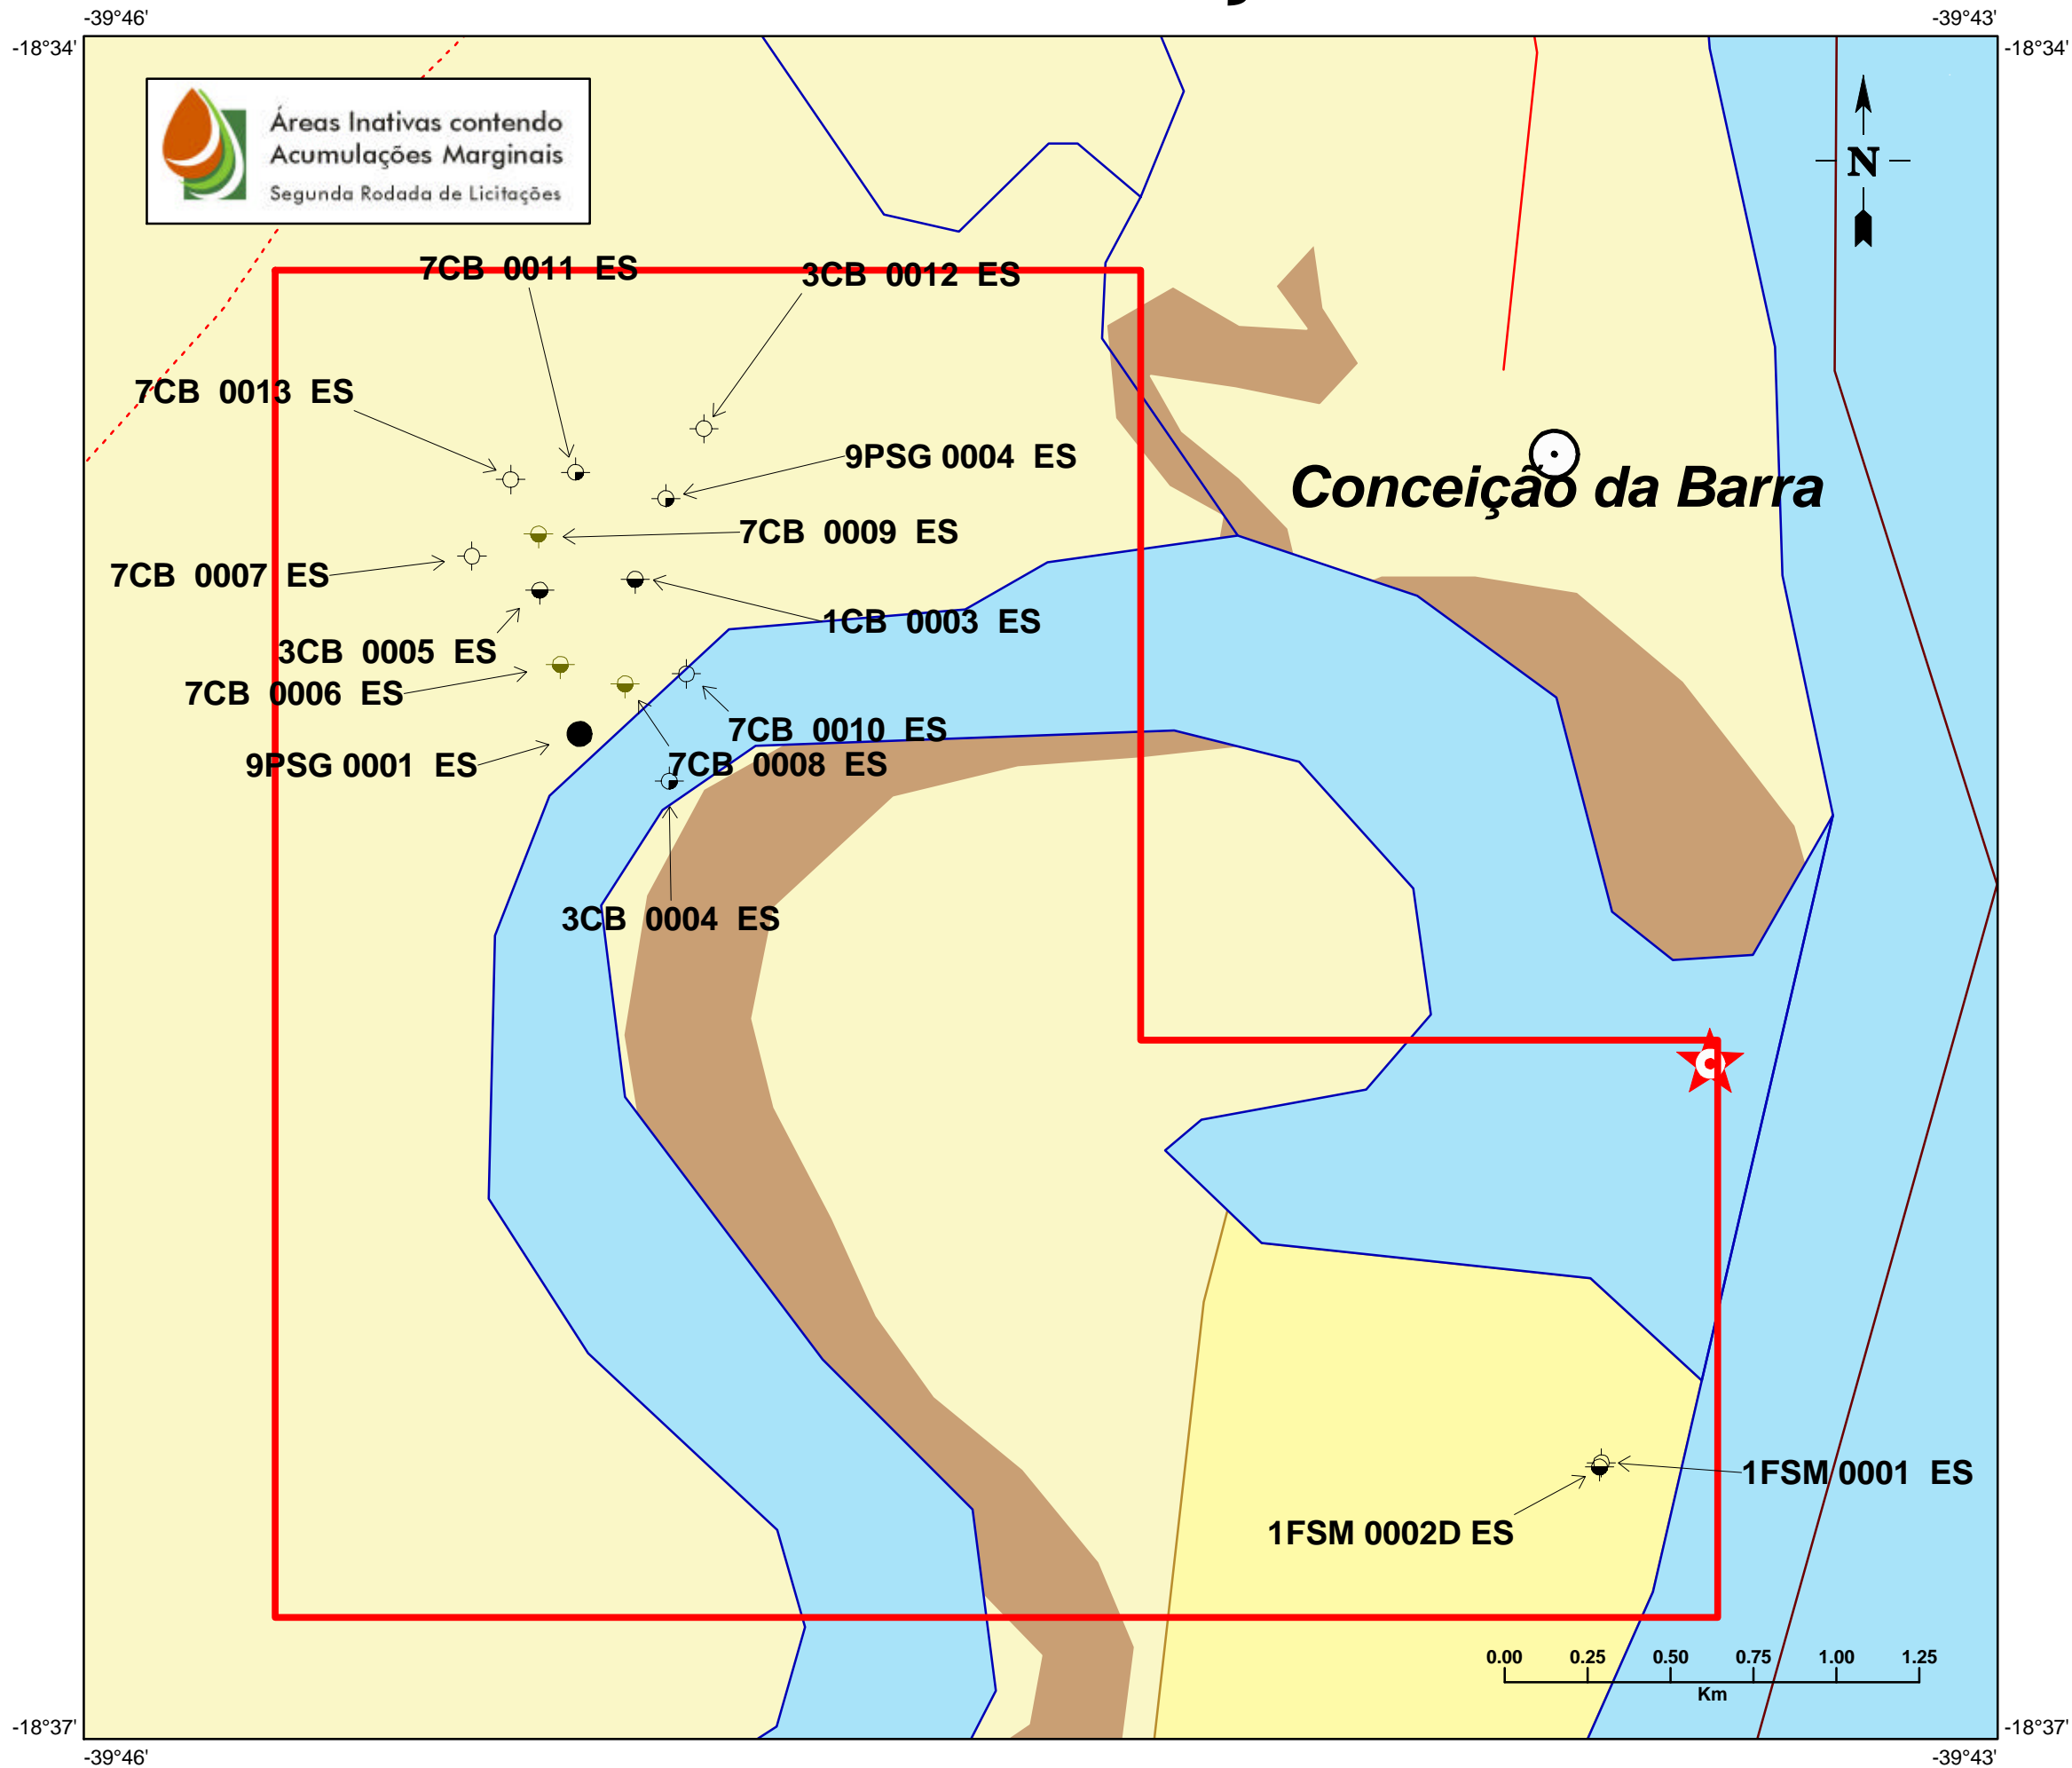 -39°46'
-39°43'
-18°34'
-18°34'
Áreas Inativas contendo
Acumulações Marginais
Segunda Rodada de Licitações
N
7CB 0011 ES
3CB 0012 ES
7CB 0013 ES
9PSG 0004 ES
Conceição da Barra
7CB 0009 ES
7CB 0007 ES
1CB 0003 ES
3CB 0005 ES
7CB 0006 ES
7CB 0010 ES
9PSG 0001 ES
7CB 0008 ES
3CB 0004 ES
1FSM 0001 ES
1FSM 0002D ES
0.00 0.25 0.50 0.75 1.00 1.25
Km
-18°37'
-18°37'
-39°46'
-39°43'